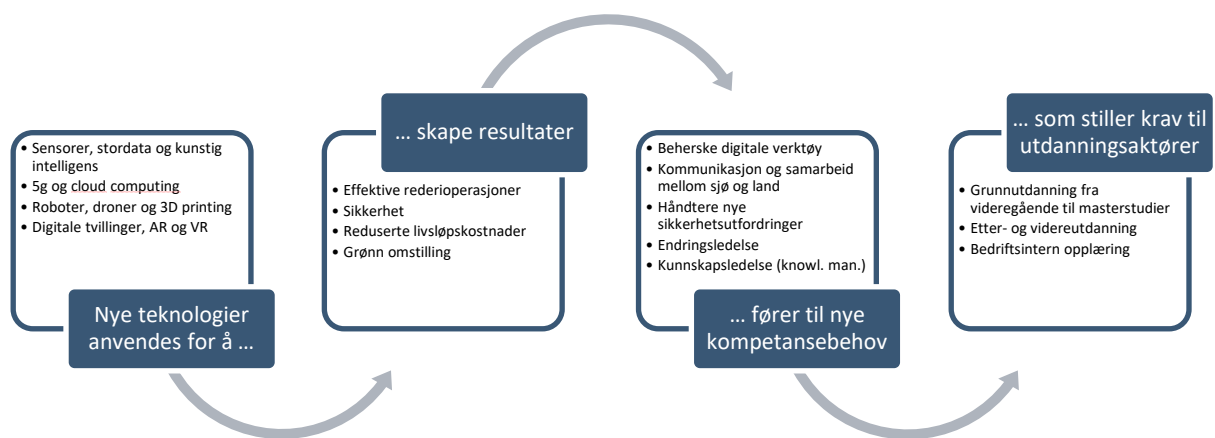 • Sensorer, stordata og kunstig
intelligens
• 5g og cloud computing
• Roboter, droner og 3D printing
• Digitale tvillinger, AR og VR
Nye teknologier
anvendes for å …
… skape resultater
• Effektive rederioperasjoner
• Sikkerhet
• Reduserte livsløpskostnader
• Grønn omstilling
• Beherske digitale verktøy
• Kommunikasjon og samarbeid
mellom sjø og land
• Håndtere nye
sikkerhetsutfordringer
• Endringsledelse
• Kunnskapsledelse (knowl. man.)
… fører til nye
kompetansebehov
… som stiller krav til
utdanningsaktører
• Grunnutdanning fra
videregående til masterstudier
• Etter- og videreutdanning
• Bedriftsintern opplæring